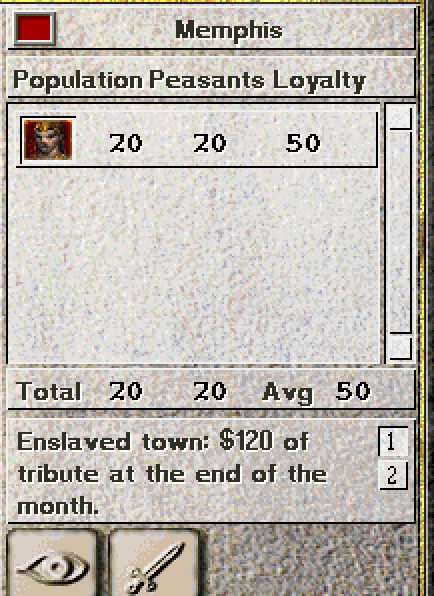 Memphis
Population Peasants Loyalty
20 20 50
Total 20 20 Avg 50
Enslaved town: $120 of
tribute at the end of the
month.
1
2